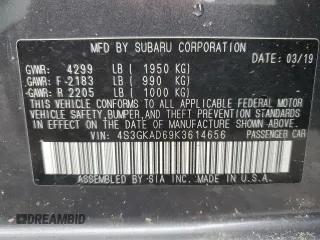 MFD. BY SUBARU CORPORATION
DATE: 03/19
GVWR: 4299 LB ( 1950 KG)
GAWR: F-2183 LB ( 990 KG)
GAWR: R 2205 LB ( 1000 KG)
THIS VEHICLE CONFORMS TO ALL APPLICABLE FEDERAL MOTOR
VEHICLE SAFETY, BUMPER, AND THEFT PREVENTION STANDARDS
IN EFFECT ON THE DATE OF MANUFACTURE SHOWN ABOVE.
VIN: 4S3GKAD69K3614656 PASSENGER CAR
ASSEMBLED BY SIA INC. MADE IN U.S.A.
DREAMBID